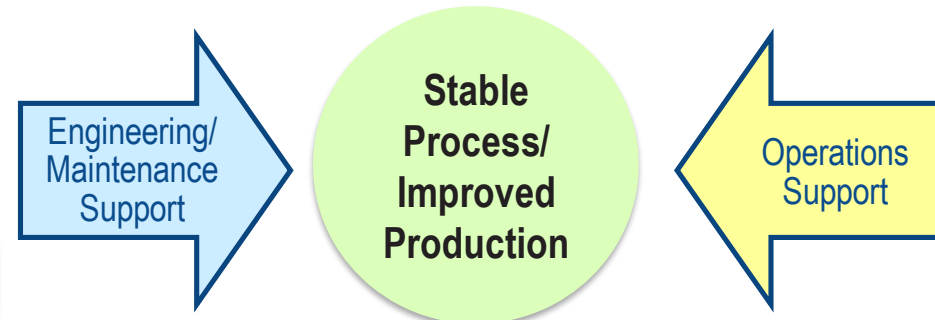 Engineering/
Maintenance
Support
Stable
Process/
Improved
Production
Operations
Support